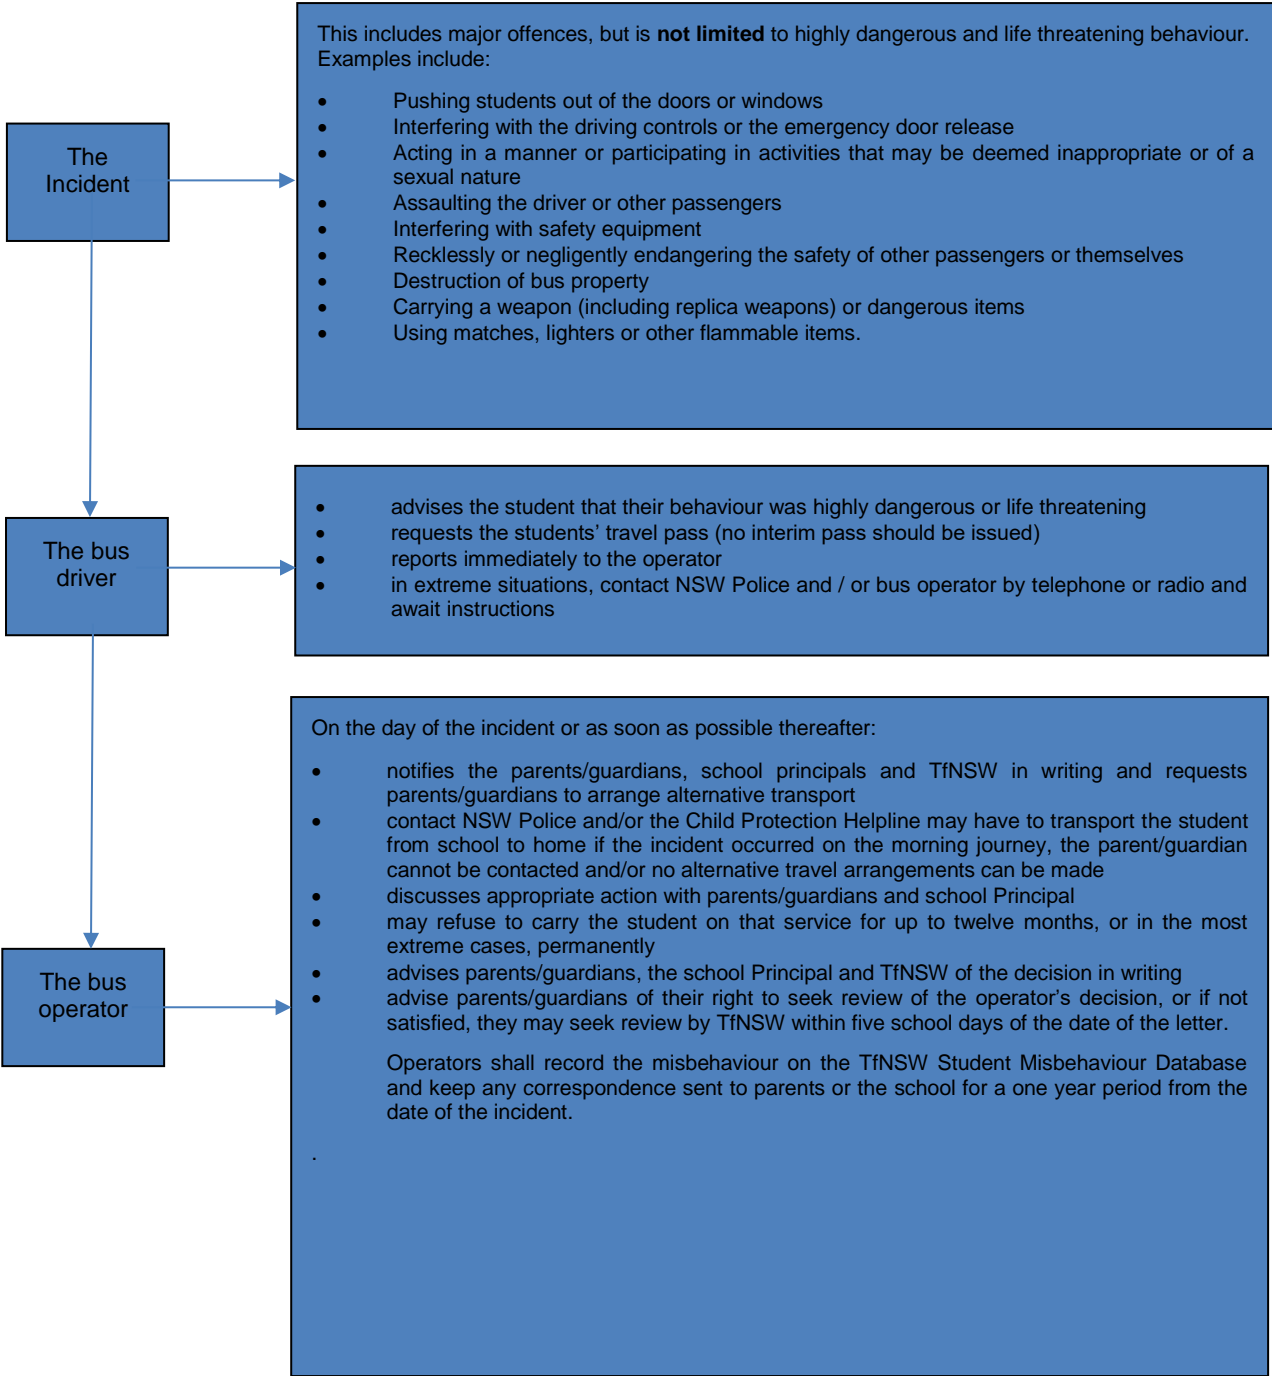 This includes major offences, but is not limited to highly dangerous and life threatening behaviour.
Examples include:
• Pushing students out of the doors or windows
• Interfering with the driving controls or the emergency door release
• Acting in a manner or participating in activities that may be deemed inappropriate or of a
sexual nature
• Assaulting the driver or other passengers
• Interfering with safety equipment
• Recklessly or negligently endangering the safety of other passengers or themselves
• Destruction of bus property
• Carrying a weapon (including replica weapons) or dangerous items
• Using matches, lighters or other flammable items.
The
Incident
• advises the student that their behaviour was highly dangerous or life threatening
• requests the students’ travel pass (no interim pass should be issued)
• reports immediately to the operator
• in extreme situations, contact NSW Police and / or bus operator by telephone or radio and
await instructions
The bus
driver
On the day of the incident or as soon as possible thereafter:
• notifies the parents/guardians, school principals and TfNSW in writing and requests
parents/guardians to arrange alternative transport
• contact NSW Police and/or the Child Protection Helpline may have to transport the student
from school to home if the incident occurred on the morning journey, the parent/guardian
cannot be contacted and/or no alternative travel arrangements can be made
• discusses appropriate action with parents/guardians and school Principal
• may refuse to carry the student on that service for up to twelve months, or in the most
extreme cases, permanently
• advises parents/guardians, the school Principal and TfNSW of the decision in writing
• advise parents/guardians of their right to seek review of the operator’s decision, or if not
satisfied, they may seek review by TfNSW within five school days of the date of the letter.
Operators shall record the misbehaviour on the TfNSW Student Misbehaviour Database
and keep any correspondence sent to parents or the school for a one year period from the
date of the incident.
.
The bus
operator